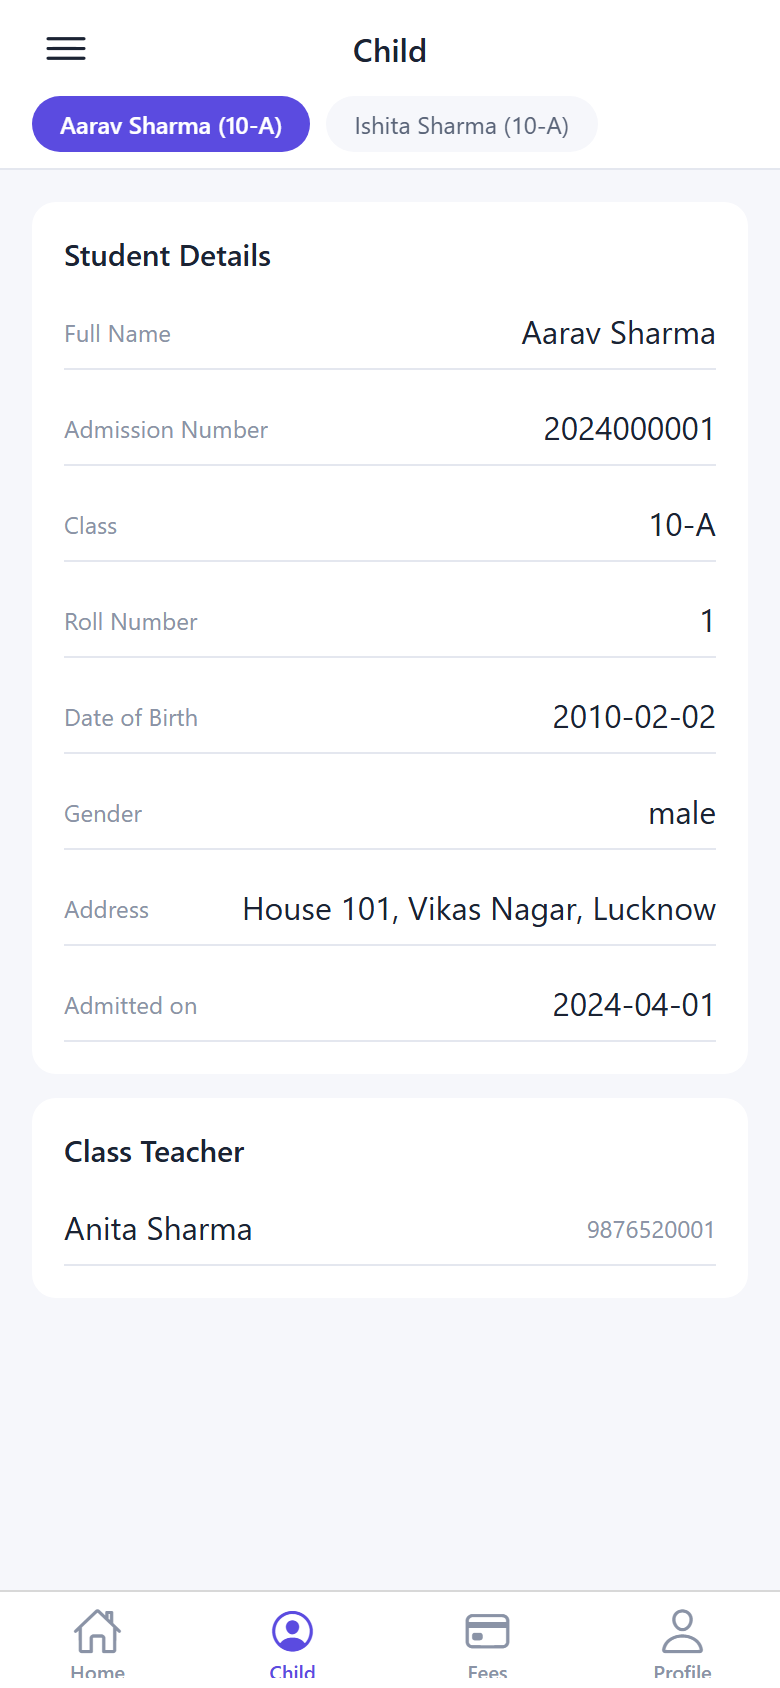 Child
Aarav Sharma (10-A) Ishita Sharma (10-A)
Student Details
Full Name Aarav Sharma
Admission Number 2024000001
Class 10-A
Roll Number 1
Date of Birth 2010-02-02
Gender male
Address House 101, Vikas Nagar, Lucknow
Admitted on 2024-04-01
Class Teacher
Anita Sharma 9876520001
Home Child Fees Profile